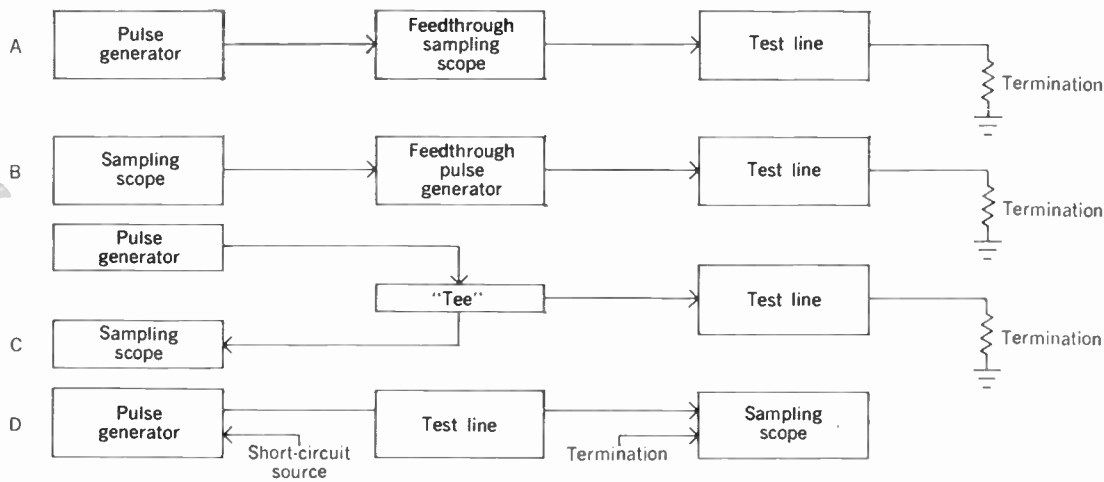 A
Pulse
generator
Feedthrough
sampling
scope
Test line
Termination
B
Sampling
scope
Feedthrough
pulse
generator
Test line
Termination
C
Pulse
generator
"Tee"
Sampling
scope
Test line
Termination
D
Pulse
generator
Short-circuit
source
Test line
Termination
Sampling
scope